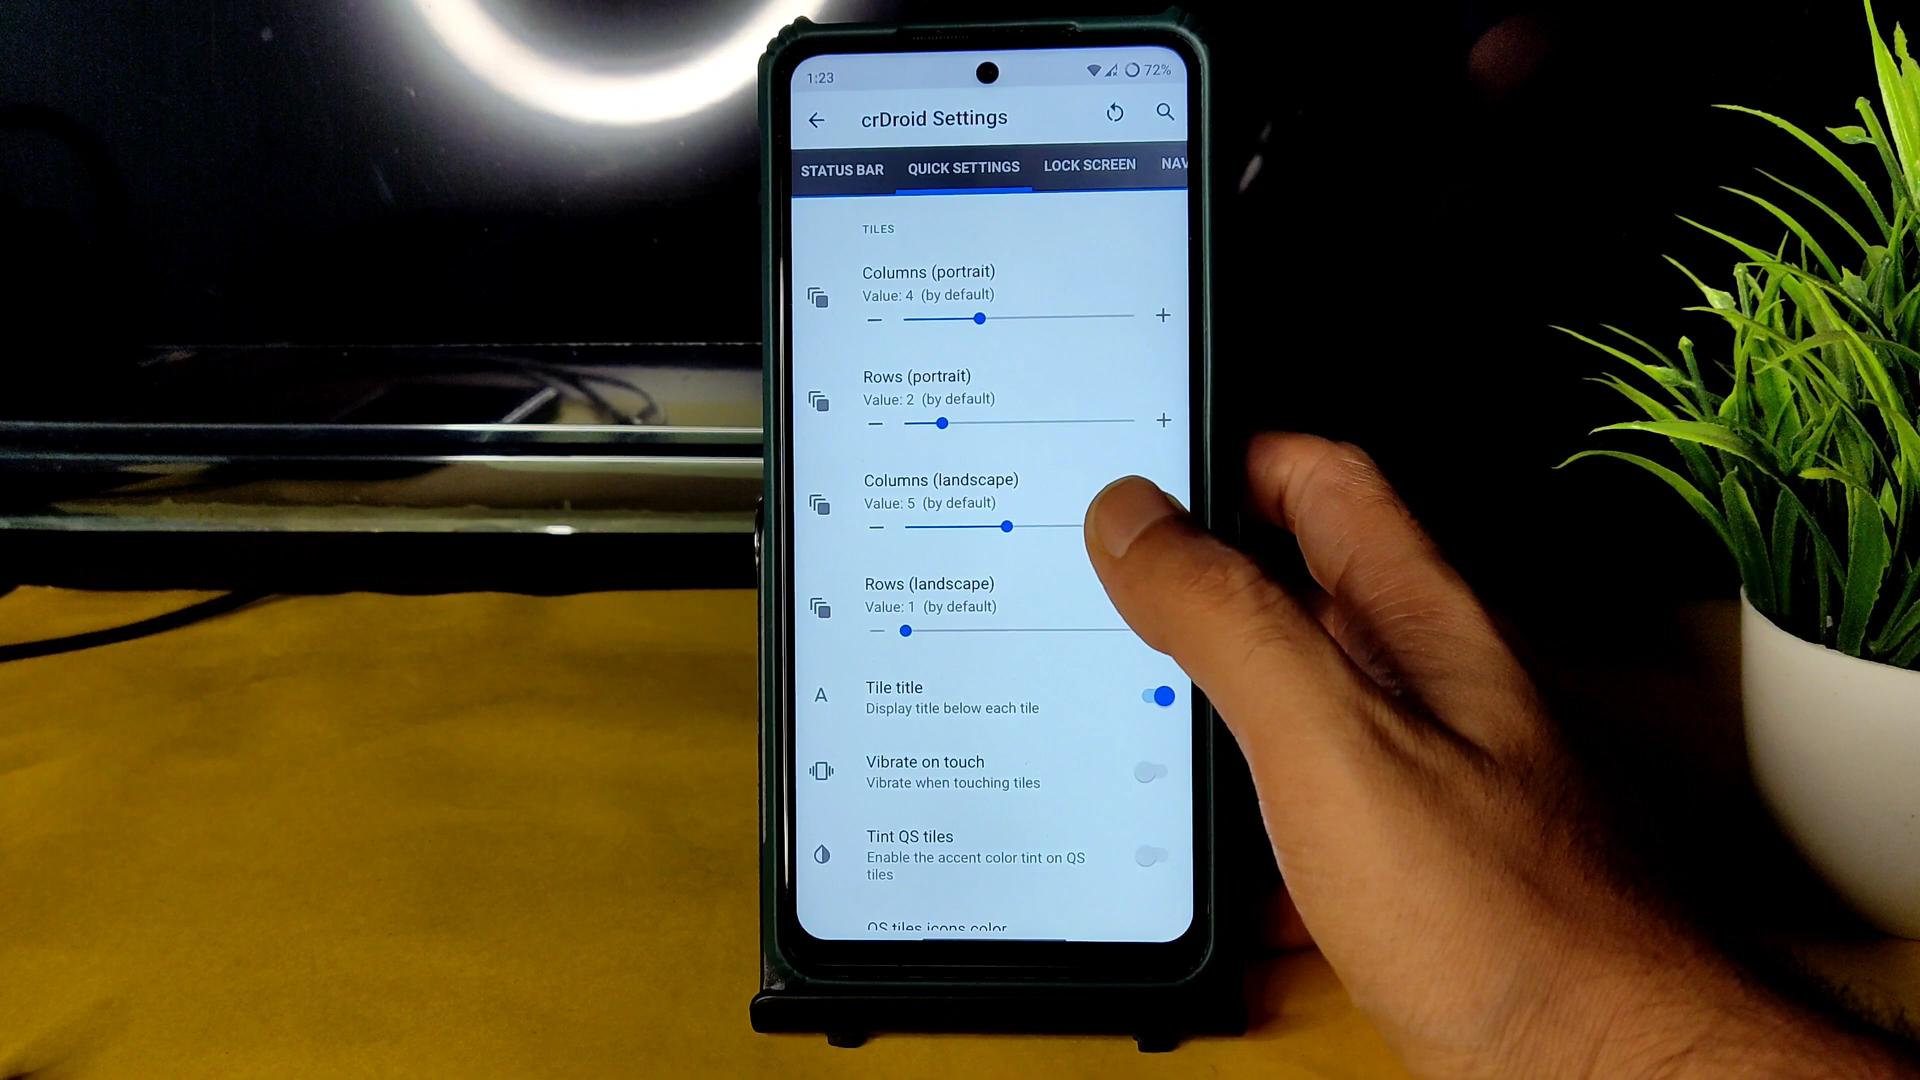 1:23
72%
crDroid Settings
STATUS BAR QUICK SETTINGS LOCK SCREEN NAV
TILES
Columns (portrait)
Value: 4 (by default)
Rows (portrait)
Value: 2 (by default)
Columns (landscape)
Value: 5 (by default)
Rows (landscape)
Value: 1 (by default)
A
Tile title
Display title below each tile
Vibrate on touch
Vibrate when touching tiles
Tint QS tiles
Enable the accent color tint on QS
tiles
QS tiles icons color